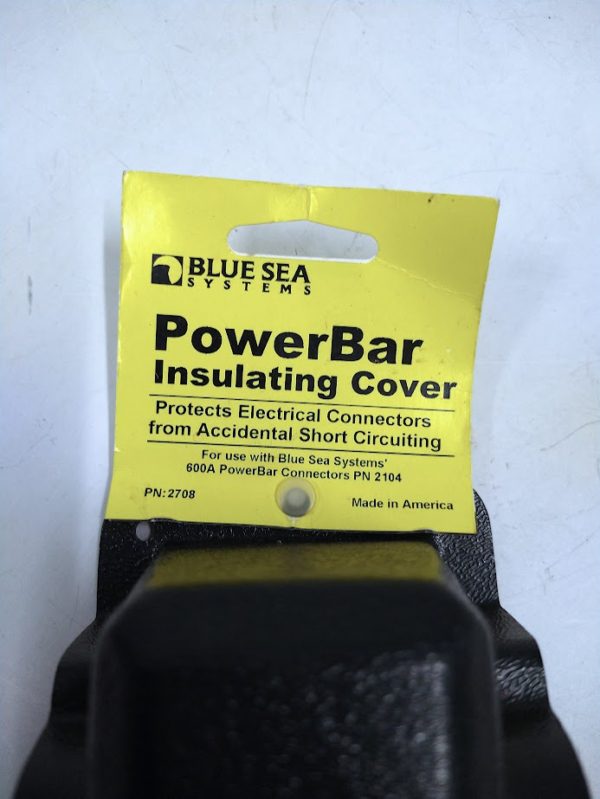 BLUE SEA
SYSTEMS
PowerBar
Insulating Cover
Protects Electrical Connectors
from Accidental Short Circuiting
For use with Blue Sea Systems'
600A PowerBar Connectors PN 2104
PN: 2708
Made in America